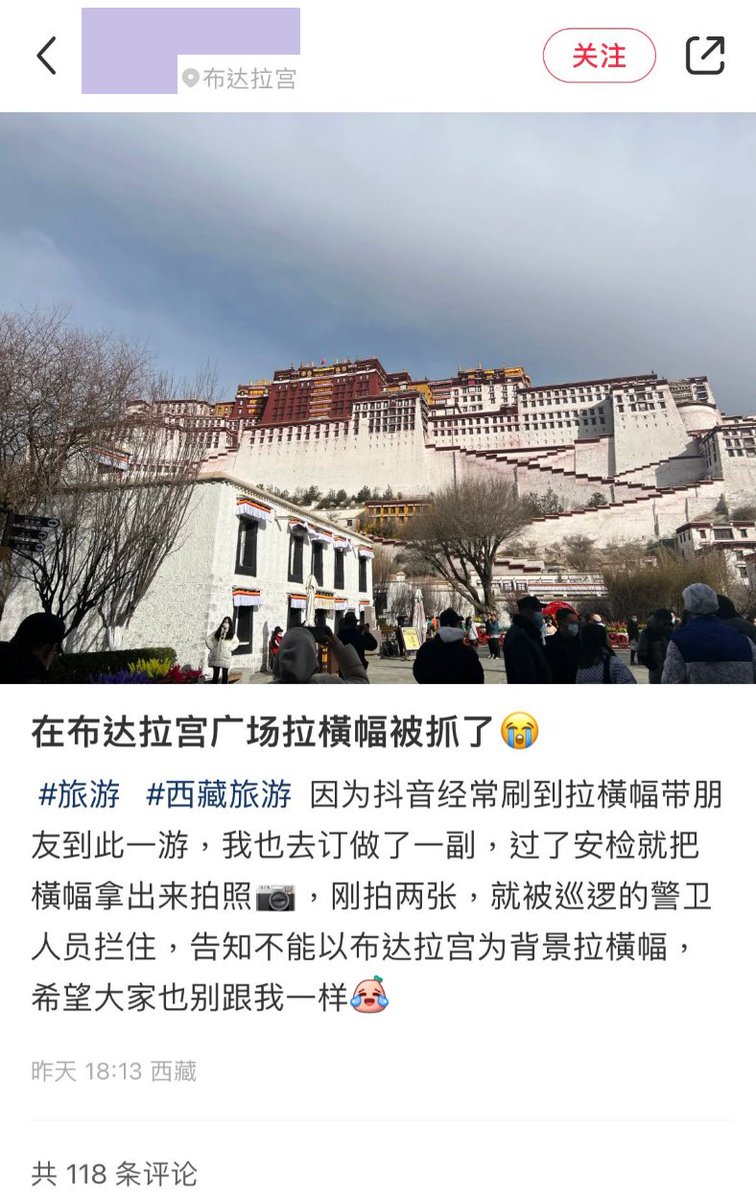 布达拉宫
关注
在布达拉宫广场拉橫幅被抓了😭
#旅游 #西藏旅游 因为抖音经常刷到拉橫幅带朋
友到此一游，我也去订做了一副，过了安检就把
橫幅拿出来拍照📷，刚拍两张，就被巡逻的警卫
人员拦住，告知不能以布达拉宫为背景拉橫幅，
希望大家也别跟我一样
昨天 18:13 西藏
共 118 条评论